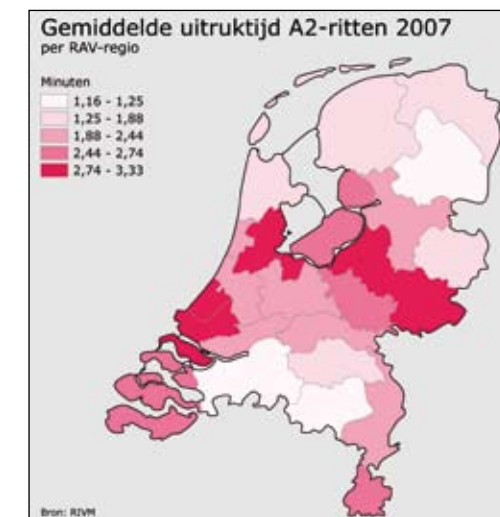 Gemiddelde uitruktijd A2-ritten 2007
per RAV-regio
Minuten
1,16 - 1,25
1,25 - 1,88
1,88 - 2,44
2,44 - 2,74
2,74 - 3,33
Bron: RIVM